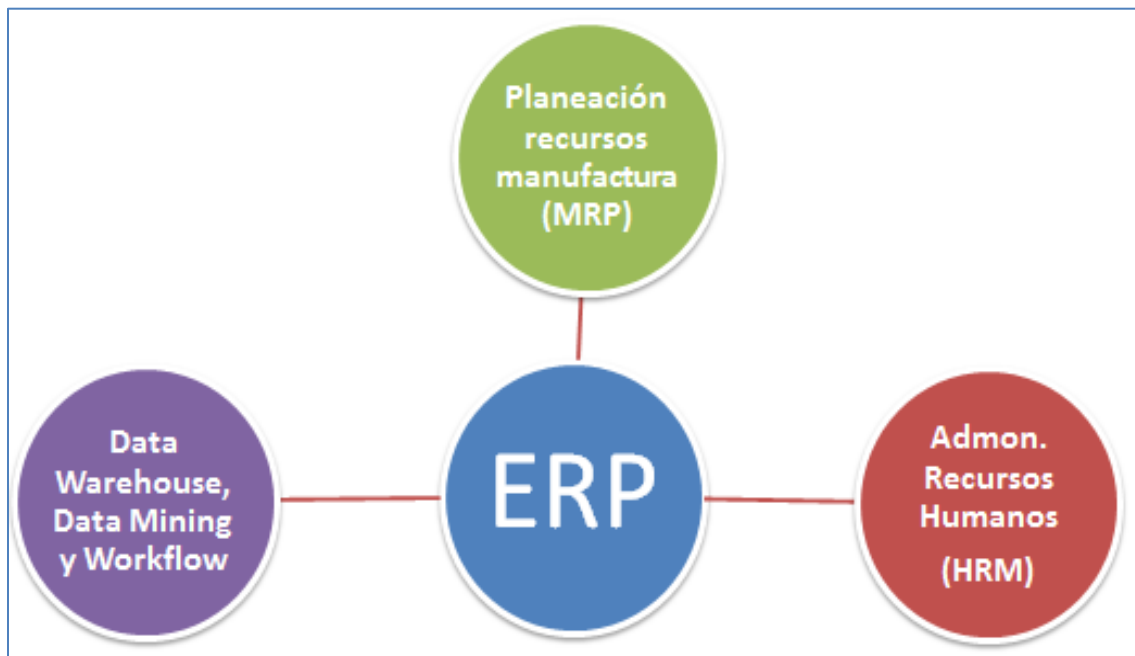 Planeación
recursos
manufactura
(MRP)
Data
Warehouse,
Data Mining
y Workflow
ERP
Admon.
Recursos
Humanos
(HRM)